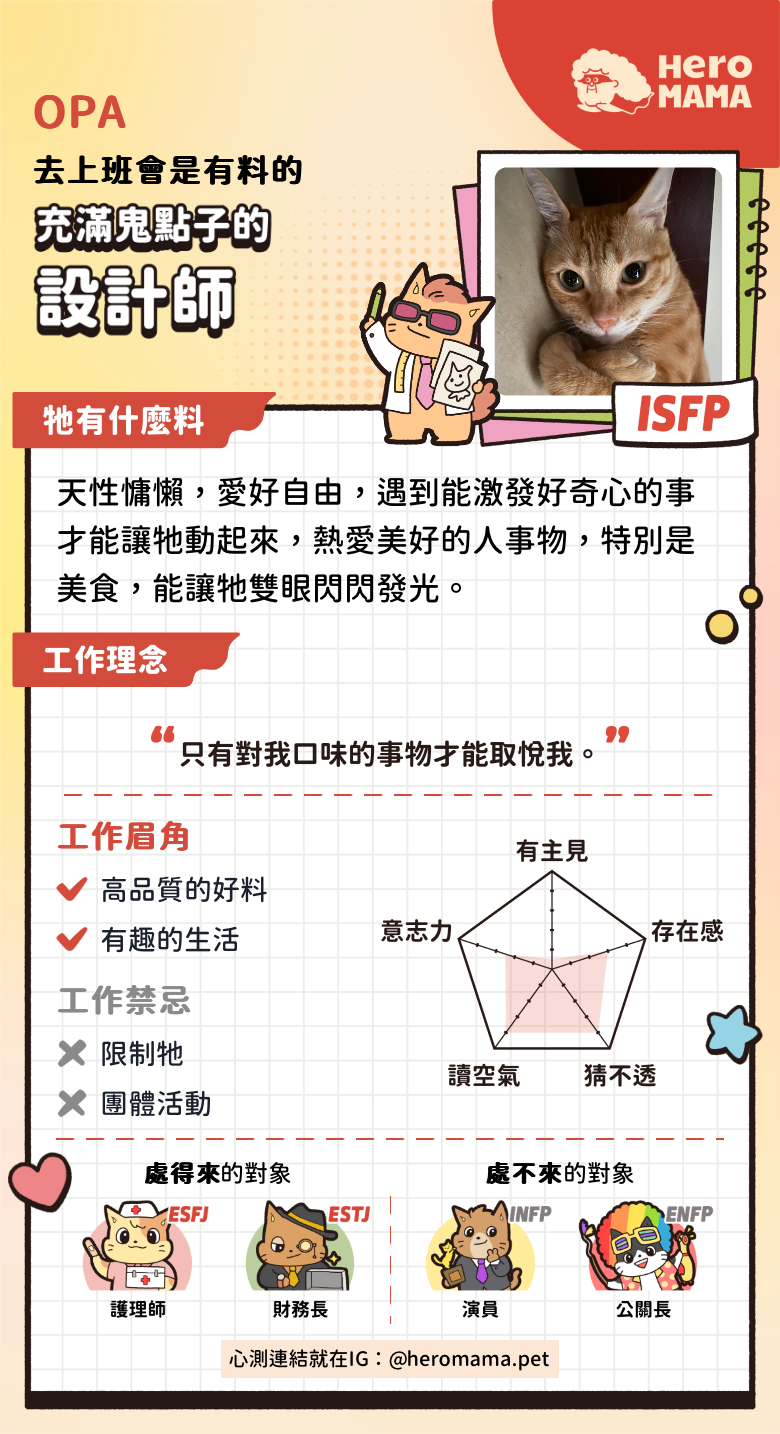 Hero
MAMA
OPA
去上班會是有料的
充滿鬼點子的
設計師
ISFP
牠有什麼料
天性慵懶，愛好自由，遇到能激發好奇心的事
才能讓牠動起來，熱愛美好的人事物，特別是
美食，能讓牠雙眼閃閃發光。
工作理念
“只有對我口味的事物才能取悅我。”
工作眉角
高品質的好料
有趣的生活
工作禁忌
限制牠
團體活動
有主見
意志力
存在感
讀空氣
猜不透
處得來的對象
ESFJ
護理師
ESTJ
財務長
處不來的對象
INFP
演員
ENFP
公關長
心測連結就在IG：@heromama.pet